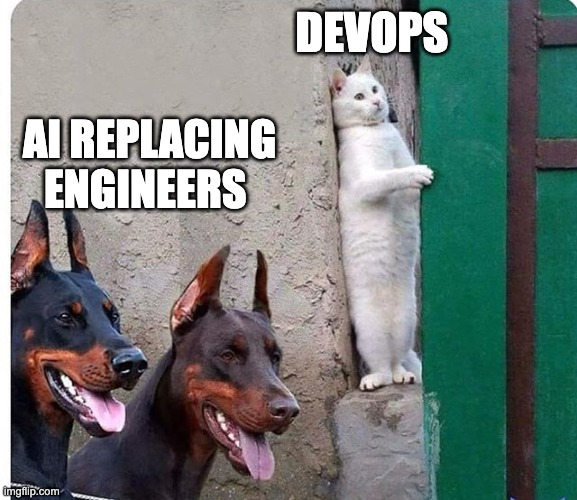 DEVOPS
AI REPLACING
ENGINEERS
imgflip.com